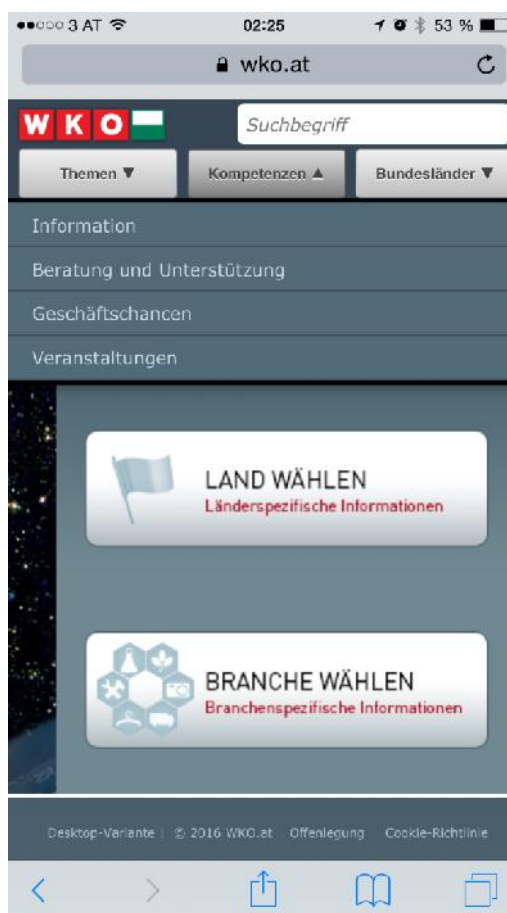 3 AT 02:25 53 %
wko.at
WKO Suchbegriff
Themen ▼ Kompetenzen ▲ Bundesländer ▼
Information
Beratung und Unterstützung
Geschäftschancen
Veranstaltungen
LAND WÄHLEN
Länderspezifische Informationen
BRANCHE WÄHLEN
Branchenspezifische Informationen
Desktop-Variante | © 2016 WKO.at Offenlegung Cookie-Richtlinie